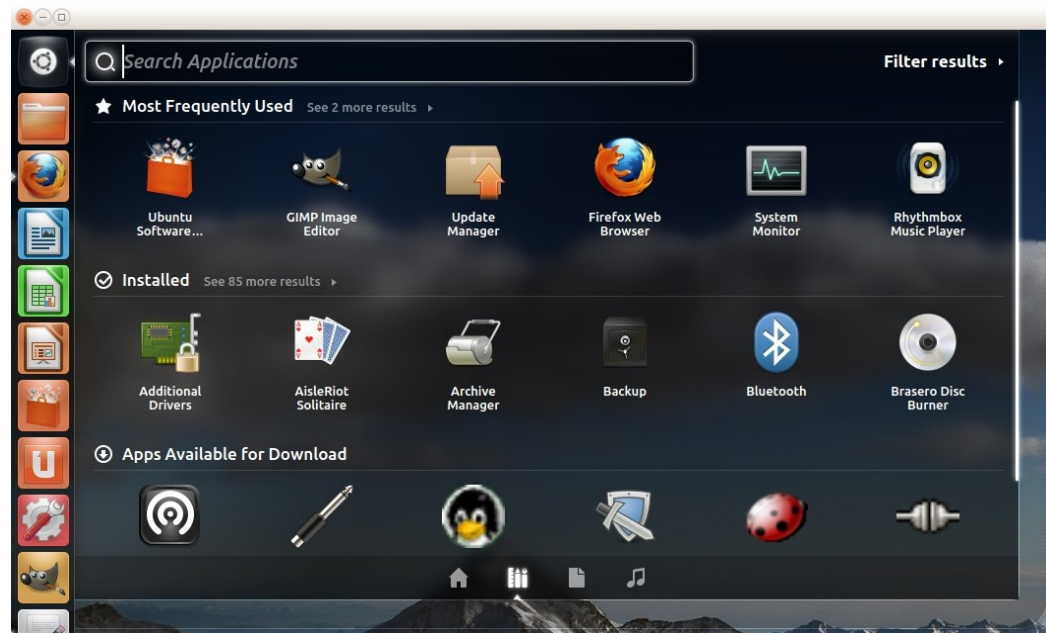 Search Applications
Filter results
Most Frequently Used See 2 more results
Ubuntu Software...
GIMP Image Editor
Update Manager
Firefox Web Browser
System Monitor
Rhythmbox Music Player
Installed See 85 more results
Additional Drivers
AisleRiot Solitaire
Archive Manager
Backup
Bluetooth
Brasero Disc Burner
Apps Available for Download